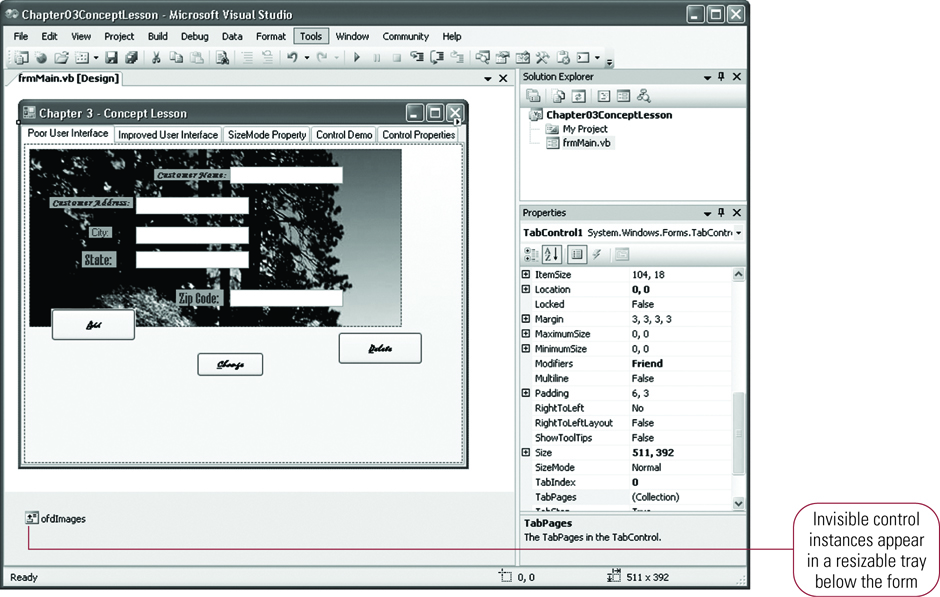 Chapter03ConceptLesson - Microsoft Visual Studio
File Edit View Project Build Debug Data Format Tools Window Community Help
frmMain.vb [Design]
Chapter 3 - Concept Lesson
Poor User Interface Improved User Interface SizeMode Property Control Demo Control Properties
Customer Name:
Customer Address:
City:
State:
Zip Code:
Add
Change
Delete
ofdImages
Solution Explorer
Chapter03ConceptLesson
My Project
frmMain.vb
Properties
TabControl1 System.Windows.Forms.TabContr
ItemSize 104, 18
Location 0, 0
Locked False
Margin 3, 3, 3, 3
MaximumSize 0, 0
MinimumSize 0, 0
Modifiers Friend
Multiline False
Padding 6, 3
RightToLeft No
RightToLeftLayout False
ShowToolTips False
Size 511, 392
SizeMode Normal
TabIndex 0
TabPages (Collection)
TabStop True
TabPages
The TabPages in the TabControl.
Ready 0, 0 511 x 392
Invisible control
instances appear
in a resizable tray
below the form